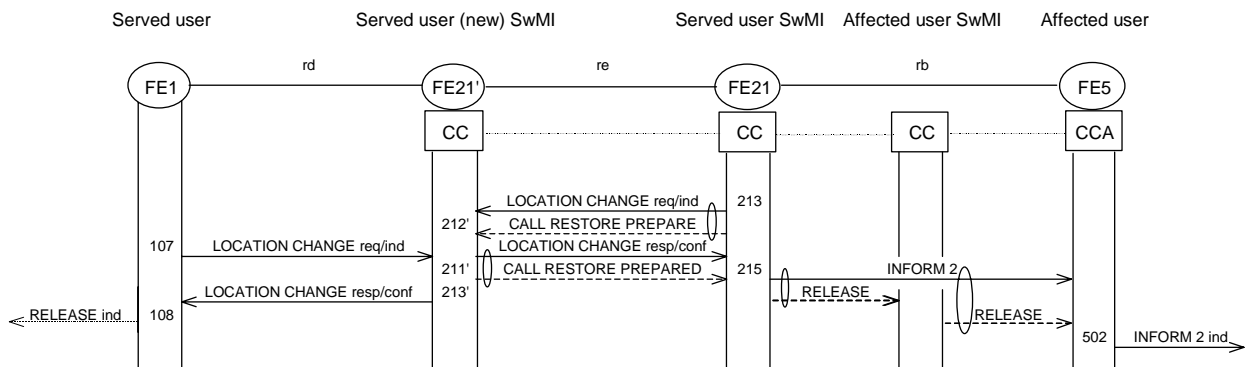 Served user
Served user (new) SwMI
Served user SwMI
Affected user SwMI
Affected user
rd
re
rb
FE1
FE21'
FE21
FE5
CC
CC
CC
CCA
LOCATION CHANGE req/ind
213
212'
CALL RESTORE PREPARE
107
LOCATION CHANGE req/ind
LOCATION CHANGE resp/conf
211'
CALL RESTORE PREPARED
215
INFORM 2
LOCATION CHANGE resp/conf
213'
RELEASE
RELEASE ind
108
RELEASE
502
INFORM 2 ind